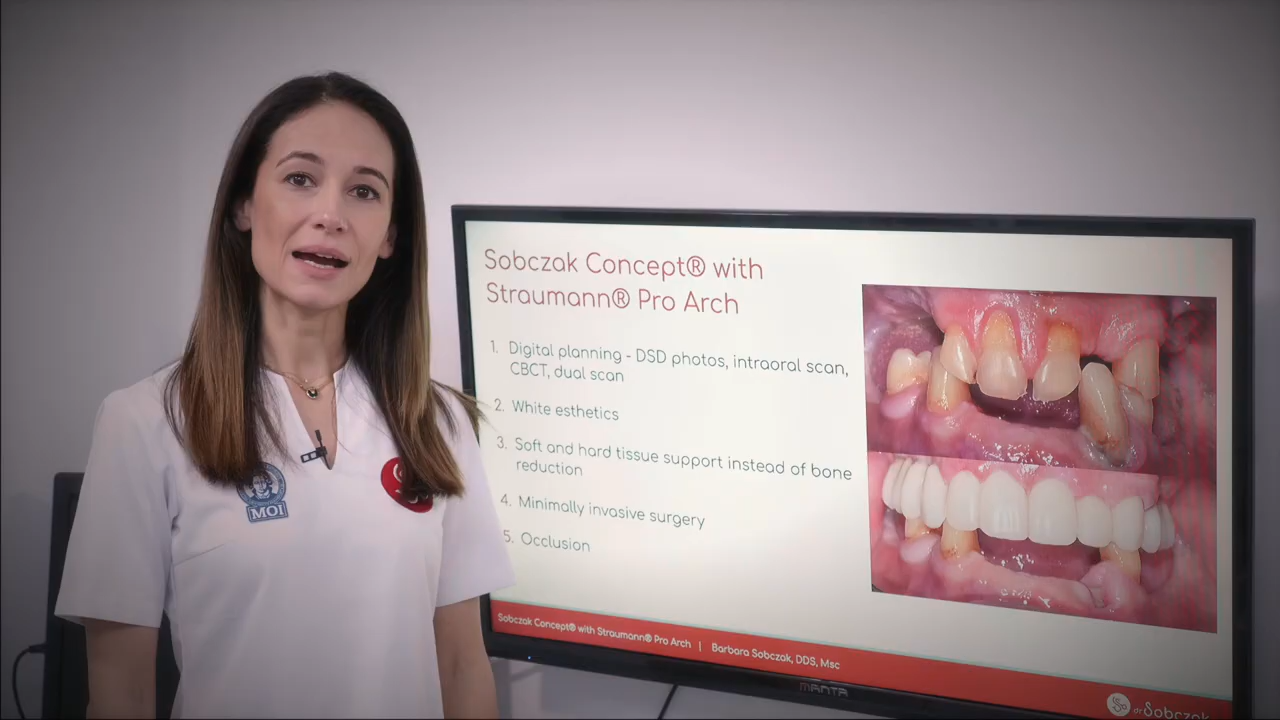 Sobczak Concept® with
Straumann® Pro Arch
1. Digital planning - DSD photos, intraoral scan,
CBCT, dual scan
2. White esthetics
3. Soft and hard tissue support instead of bone
reduction
4. Minimally invasive surgery
5. Occlusion
Sobczak Concept® with Straumann® Pro Arch | Barbara Sobczak, DDS, Msc
MANTA
dr Sobczak
MOI